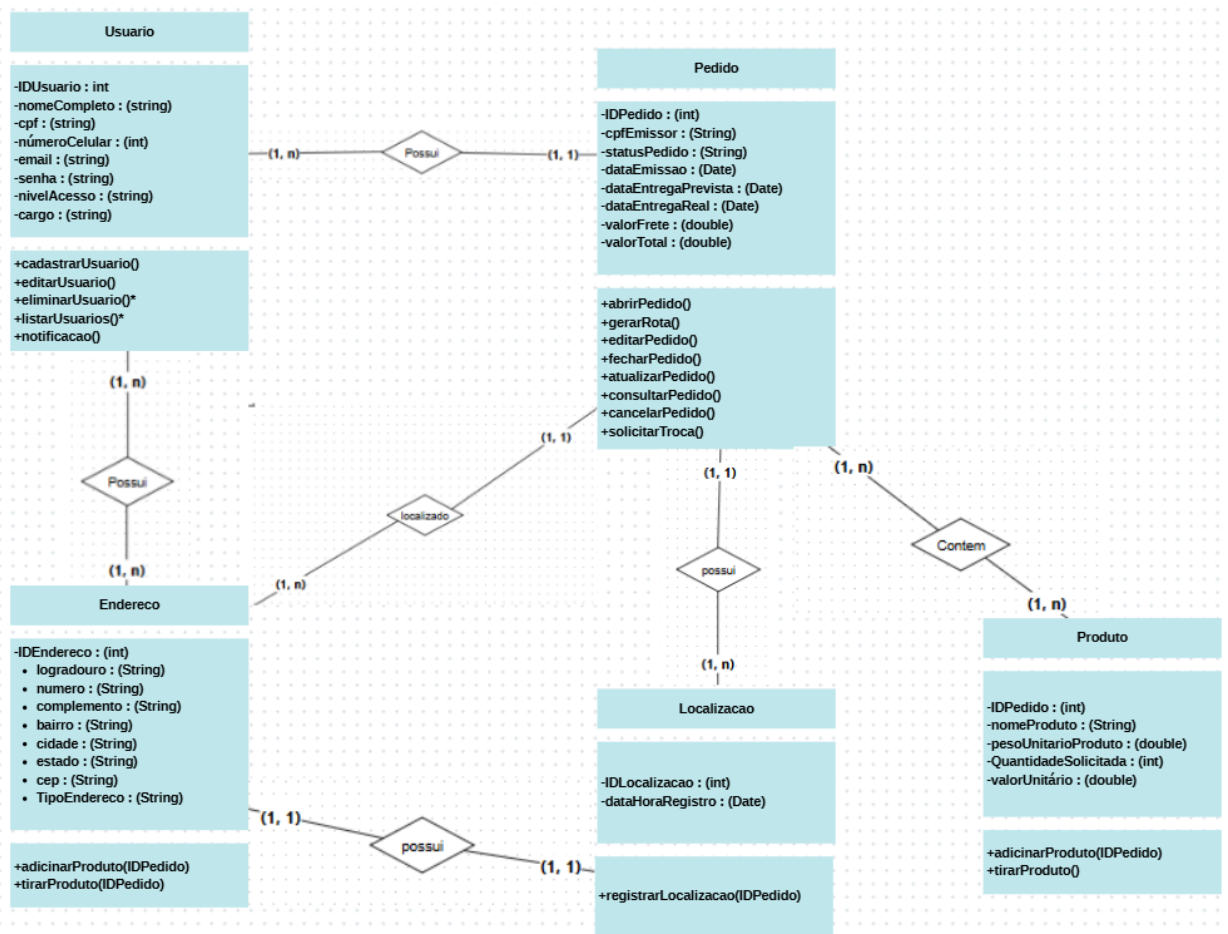 Usuario
-IDUsuario : int
-nomeCompleto : (string)
-cpf : (string)
-númeroCelular : (int)
-email : (string)
-senha : (string)
-nivelAcesso : (string)
-cargo : (string)
+cadastrarUsuario()
+editarUsuario()
+eliminarUsuario()*
+listarUsuarios()*
+notificacao()
(1, n)
Possui
(1, 1)
Pedido
-IDPedido : (int)
-cpfEmissor : (String)
-statusPedido : (String)
-dataEmissao : (Date)
-dataEntregaPrevista : (Date)
-dataEntregaReal : (Date)
-valorFrete : (double)
-valorTotal : (double)
+abrirPedido()
+gerarRota()
+editarPedido()
+fecharPedido()
+atualizarPedido()
+consultarPedido()
+cancelarPedido()
+solicitarTroca()
(1, n)
Possui
(1, n)
(1, 1)
localizado
(1, n)
(1, 1)
possui
(1, n)
(1, n)
Contem
(1, n)
Endereco
-IDEndereco : (int)
• logradouro : (String)
• numero : (String)
• complemento : (String)
• bairro : (String)
• cidade : (String)
• estado : (String)
• cep : (String)
• TipoEndereco : (String)
+adicinarProduto(IDPedido)
+tirarProduto(IDPedido)
(1, 1)
possui
(1, 1)
Localizacao
-IDLocalizacao : (int)
-dataHoraRegistro : (Date)
+registrarLocalizacao(IDPedido)
Produto
-IDPedido : (int)
-nomeProduto : (String)
-pesoUnitarioProduto : (double)
-QuantidadeSolicitada : (int)
-valorUnitário : (double)
+adicinarProduto(IDPedido)
+tirarProduto()